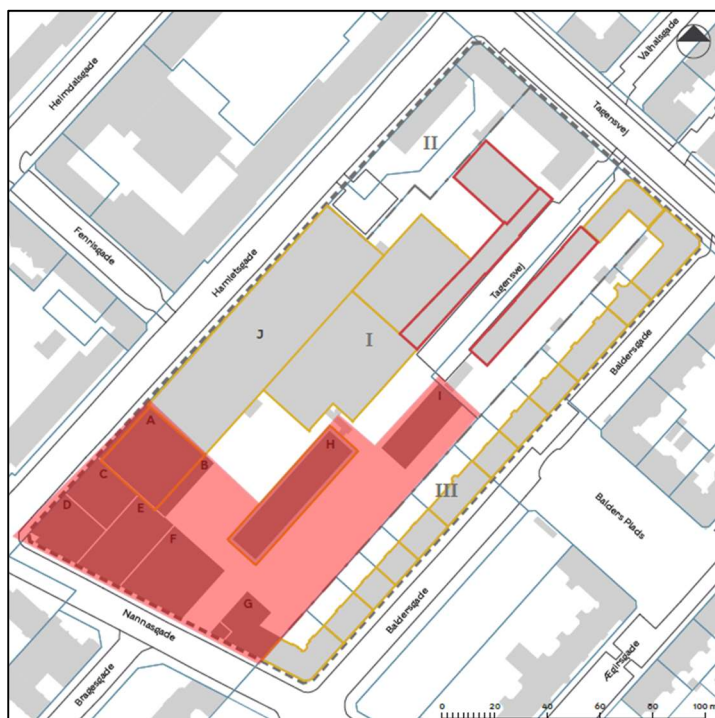 Valhalsgade
Heimdalsgade
Tagensvej
II
Fenrisgade
Hamletsgade
Tagensvej
J
I
Baldersgade
I
A
H
B
C
III
D
E
F
Balders Plads
G
Nannasgade
Baldersgade
Bragesgade
Ægirsgade
0 20 40 60 80 100 m